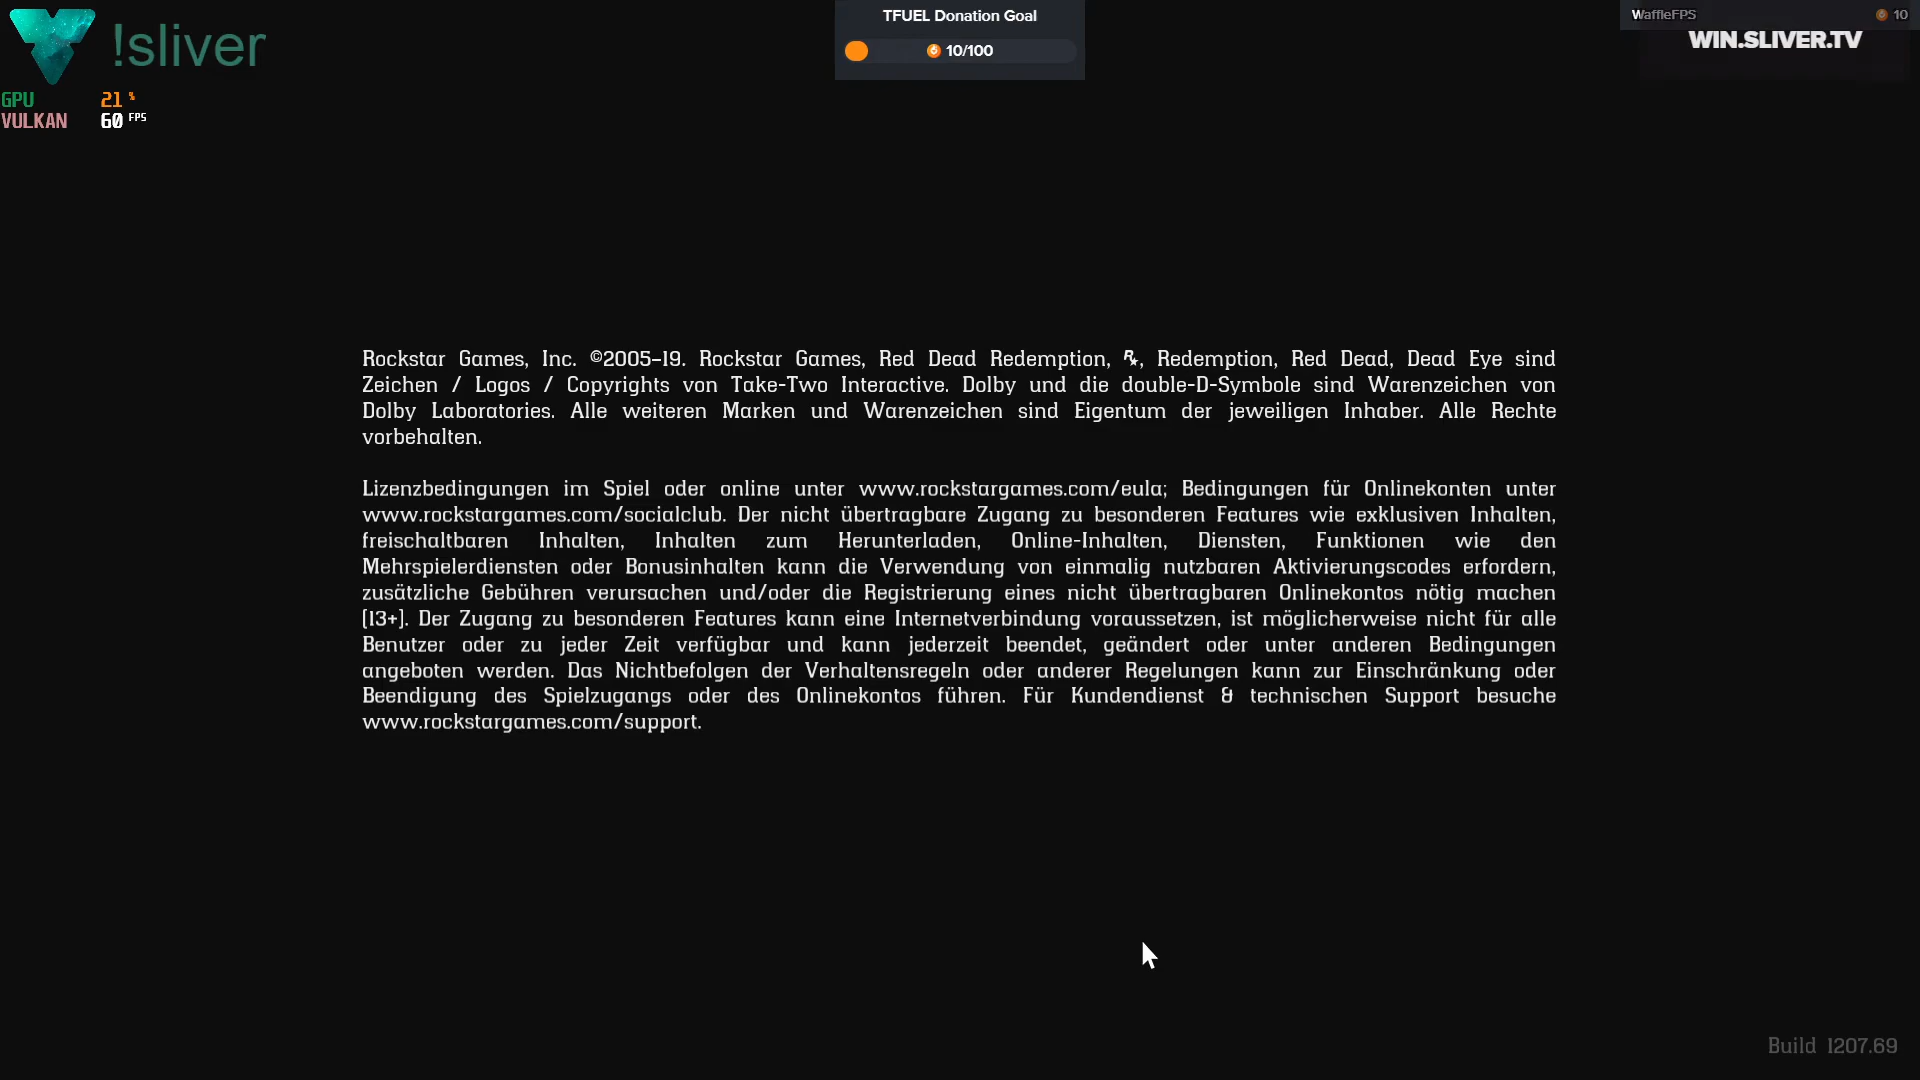 !sliver
TFUEL Donation Goal
10/100
WaffleFPS 10
WIN.SLIVER.TV
GPU 21 %
VULKAN 60 FPS
Rockstar Games, Inc. ©2005–19. Rockstar Games, Red Dead Redemption, R★, Redemption, Red Dead, Dead Eye sind
Zeichen / Logos / Copyrights von Take-Two Interactive. Dolby und die double-D-Symbole sind Warenzeichen von
Dolby Laboratories. Alle weiteren Marken und Warenzeichen sind Eigentum der jeweiligen Inhaber. Alle Rechte
vorbehalten.
Lizenzbedingungen im Spiel oder online unter www.rockstargames.com/eula; Bedingungen für Onlinekonten unter
www.rockstargames.com/socialclub. Der nicht übertragbare Zugang zu besonderen Features wie exklusiven Inhalten,
freischaltbaren Inhalten, Inhalten zum Herunterladen, Online-Inhalten, Diensten, Funktionen wie den
Mehrspielerdiensten oder Bonusinhalten kann die Verwendung von einmalig nutzbaren Aktivierungscodes erfordern,
zusätzliche Gebühren verursachen und/oder die Registrierung eines nicht übertragbaren Onlinekontos nötig machen
(13+). Der Zugang zu besonderen Features kann eine Internetverbindung voraussetzen, ist möglicherweise nicht für alle
Benutzer oder zu jeder Zeit verfügbar und kann jederzeit beendet, geändert oder unter anderen Bedingungen
angeboten werden. Das Nichtbefolgen der Verhaltensregeln oder anderer Regelungen kann zur Einschränkung oder
Beendigung des Spielzugangs oder des Onlinekontos führen. Für Kundendienst & technischen Support besuche
www.rockstargames.com/support.
Build 1207.69